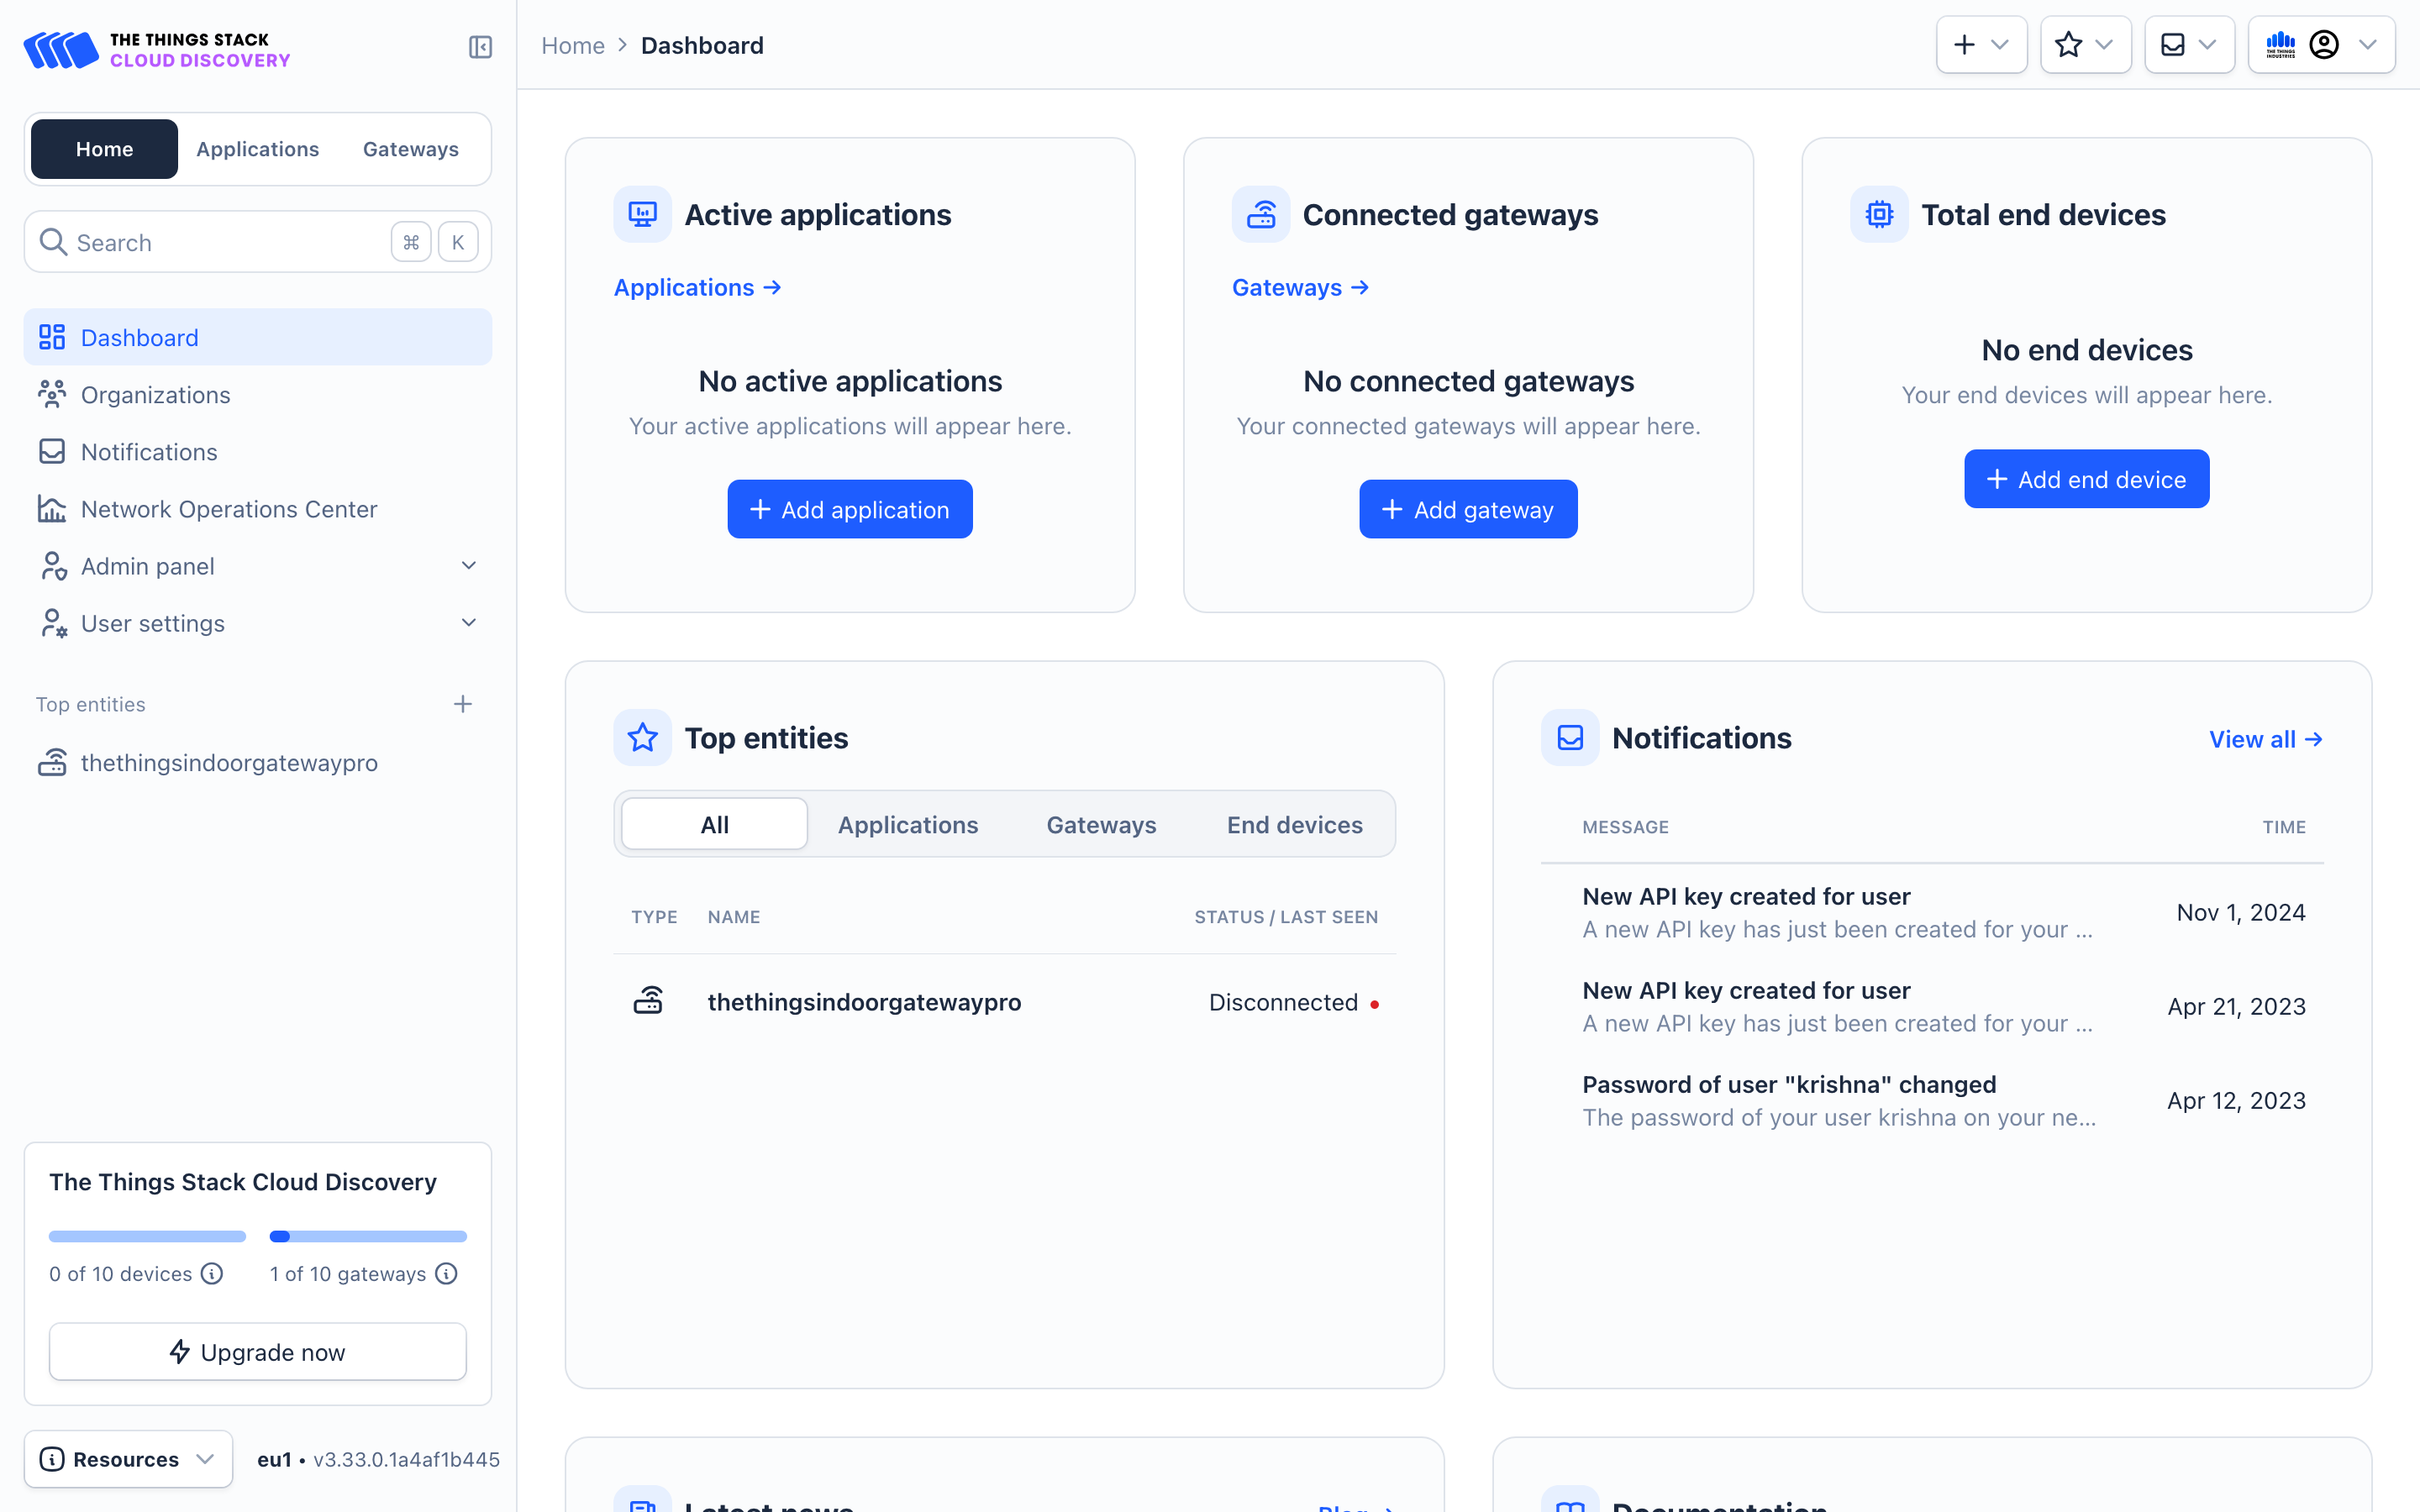 THE THINGS STACK
CLOUD DISCOVERY
Home
Applications
Gateways
Search
⌘ K
Dashboard
Organizations
Notifications
Network Operations Center
Admin panel
User settings
Top entities
thethingsindoorgatewaypro
The Things Stack Cloud Discovery
0 of 10 devices
1 of 10 gateways
Upgrade now
Resources
eu1 • v3.33.0.1a4af1b445
Home > Dashboard
THE THINGS
INDUSTRIES
Active applications
Applications →
No active applications
Your active applications will appear here.
+ Add application
Connected gateways
Gateways →
No connected gateways
Your connected gateways will appear here.
+ Add gateway
Total end devices
No end devices
Your end devices will appear here.
+ Add end device
Top entities
All
Applications
Gateways
End devices
TYPE NAME STATUS / LAST SEEN
thethingsindoorgatewaypro Disconnected
Notifications
View all →
MESSAGE TIME
New API key created for user
A new API key has just been created for your ...
Nov 1, 2024
New API key created for user
A new API key has just been created for your ...
Apr 21, 2023
Password of user "krishna" changed
The password of your user krishna on your ne...
Apr 12, 2023
Latest news
Blog
Documentation